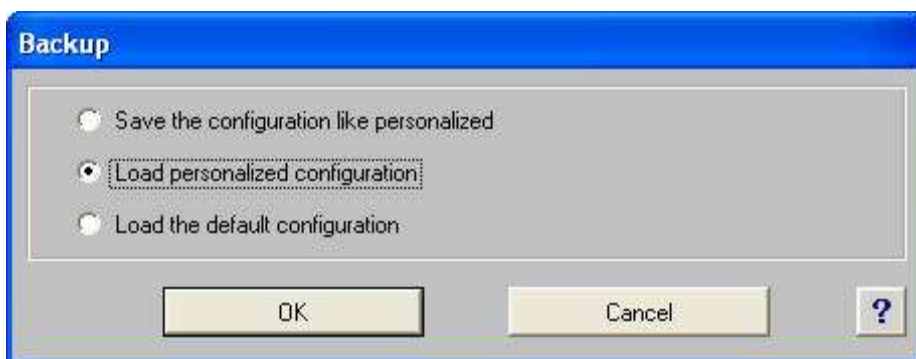 Backup
Save the configuration like personalized
Load personalized configuration
Load the default configuration
OK Cancel ?